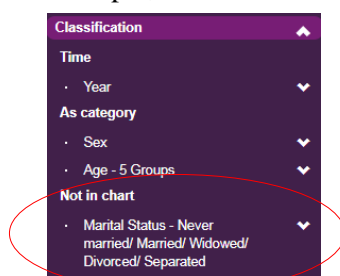 Classification
Time
· Year
As category
· Sex
· Age - 5 Groups
Not in chart
· Marital Status - Never
married/ Married/ Widowed/
Divorced/ Separated